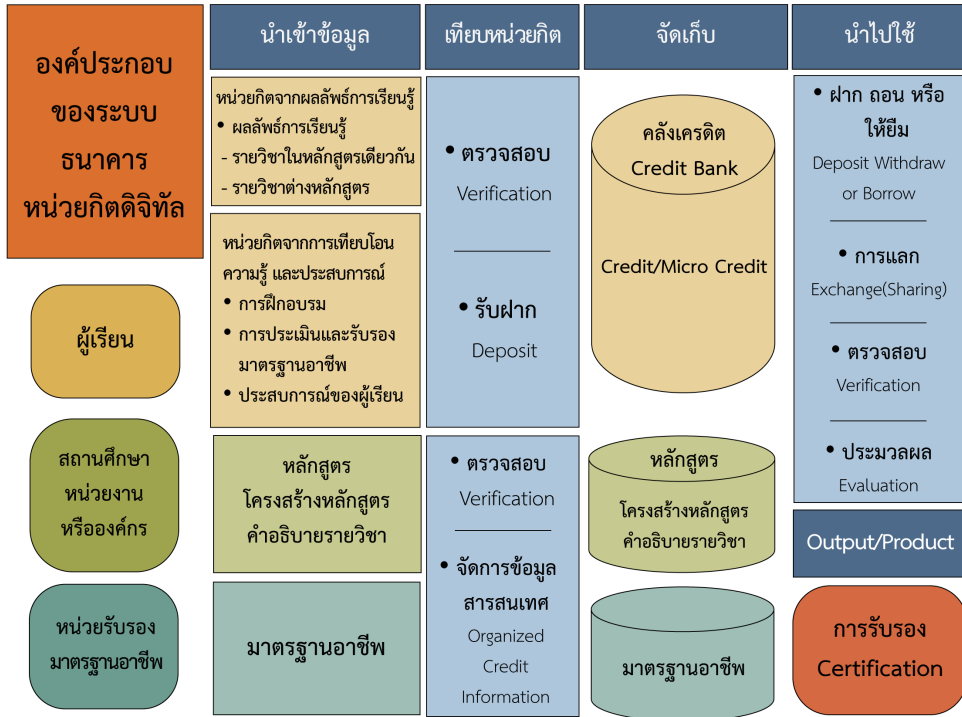 องค์ประกอบ
ของระบบ
ธนาคาร
หน่วยกิตดิจิทัล
นำเข้าข้อมูล
เทียบหน่วยกิต
จัดเก็บ
นำไปใช้
หน่วยกิตจากผลลัพธ์การเรียนรู้
• ผลลัพธ์การเรียนรู้
- รายวิชาในหลักสูตรเดียวกัน
- รายวิชาต่างหลักสูตร
• ตรวจสอบ
Verification
• รับฝาก
Deposit
คลังเครดิต
Credit Bank
Credit/Micro Credit
• ฝาก ถอน หรือ
ให้ยืม
Deposit Withdraw
or Borrow
• การแลก
Exchange(Sharing)
• ตรวจสอบ
Verification
• ประมวลผล
Evaluation
ผู้เรียน
หน่วยกิตจากการเทียบโอน
ความรู้ และประสบการณ์
• การฝึกอบรม
• การประเมินและรับรอง
มาตรฐานอาชีพ
• ประสบการณ์ของผู้เรียน
สถานศึกษา
หน่วยงาน
หรือองค์กร
หลักสูตร
โครงสร้างหลักสูตร
คำอธิบายรายวิชา
• ตรวจสอบ
Verification
• จัดการข้อมูล
สารสนเทศ
Organized
Credit
Information
หลักสูตร
โครงสร้างหลักสูตร
คำอธิบายรายวิชา
Output/Product
หน่วยรับรอง
มาตรฐานอาชีพ
มาตรฐานอาชีพ
มาตรฐานอาชีพ
การรับรอง
Certification